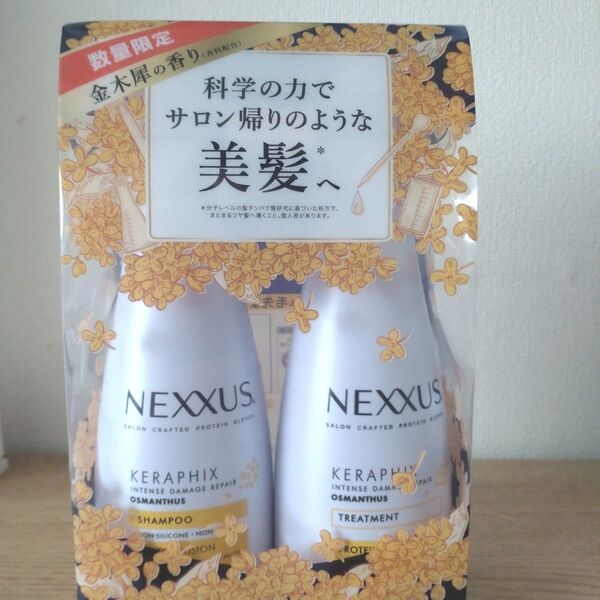 数量限定
金木犀の香り(香料配合)
科学の力で
サロン帰りのような
美髪*へ
*分子レベルの髪タンパク質研究に基づいた処方で、
まとまるツヤ髪へ導くこと。個人差があります。
NEXXUS
SALON CRAFTED PROTEIN BLENDS
KERAPHIX
INTENSE DAMAGE REPAIR
OSMANTHUS
SHAMPOO
NON-SILICONE・NON
NEXXUS
SALON CRAFTED PROTEIN BLENDS
KERAPHIX
INTENSE DAMAGE REPAIR
OSMANTHUS
TREATMENT